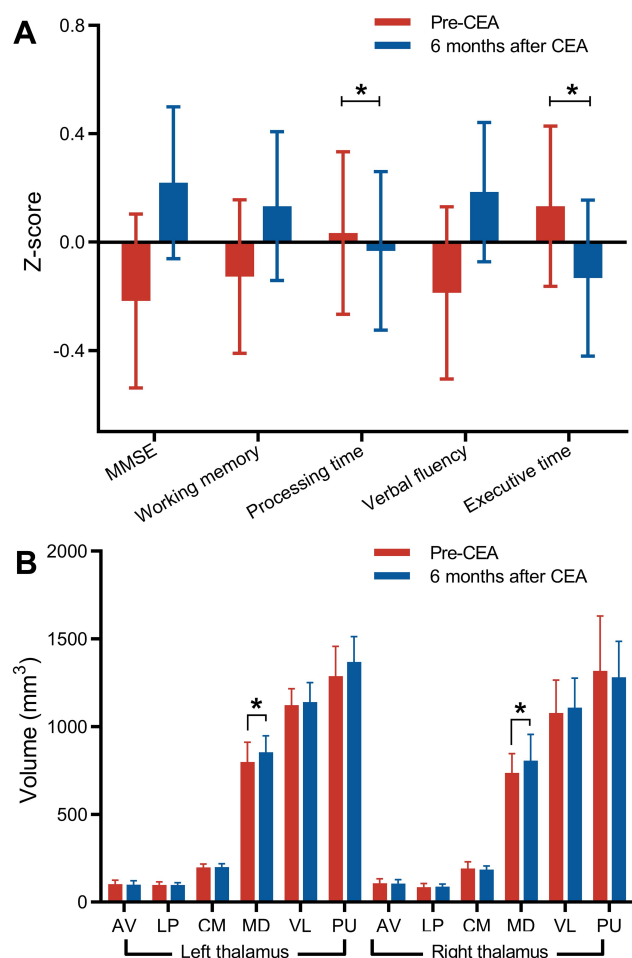 A
Pre-CEA
6 months after CEA
0.8
0.4
0.0
-0.4
Z-score
*
*
MMSE
Working memory
Processing time
Verbal fluency
Executive time
B
Pre-CEA
6 months after CEA
2000
1500
1000
500
0
Volume (mm³)
*
*
AV LP CM MD VL PU AV LP CM MD VL PU
Left thalamus Right thalamus